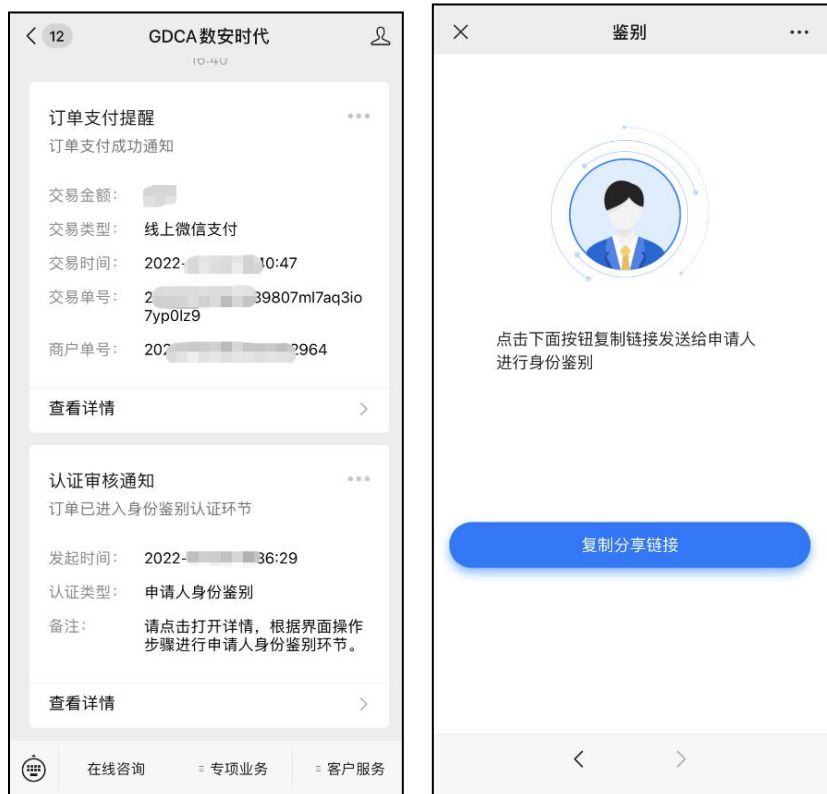 12
GDCA数安时代
16:40
订单支付提醒
订单支付成功通知
交易金额：
交易类型： 线上微信支付
交易时间： 2022- 40:47
交易单号： 2 39807ml7aq3io
7yp0lz9
商户单号： 202 2964
查看详情
认证审核通知
订单已进入身份鉴别认证环节
发起时间： 2022- 36:29
认证类型： 申请人身份鉴别
备注： 请点击打开详情，根据界面操作
步骤进行申请人身份鉴别环节。
查看详情
在线咨询
专项业务
客户服务
鉴别
点击下面按钮复制链接发送给申请人
进行身份鉴别
复制分享链接